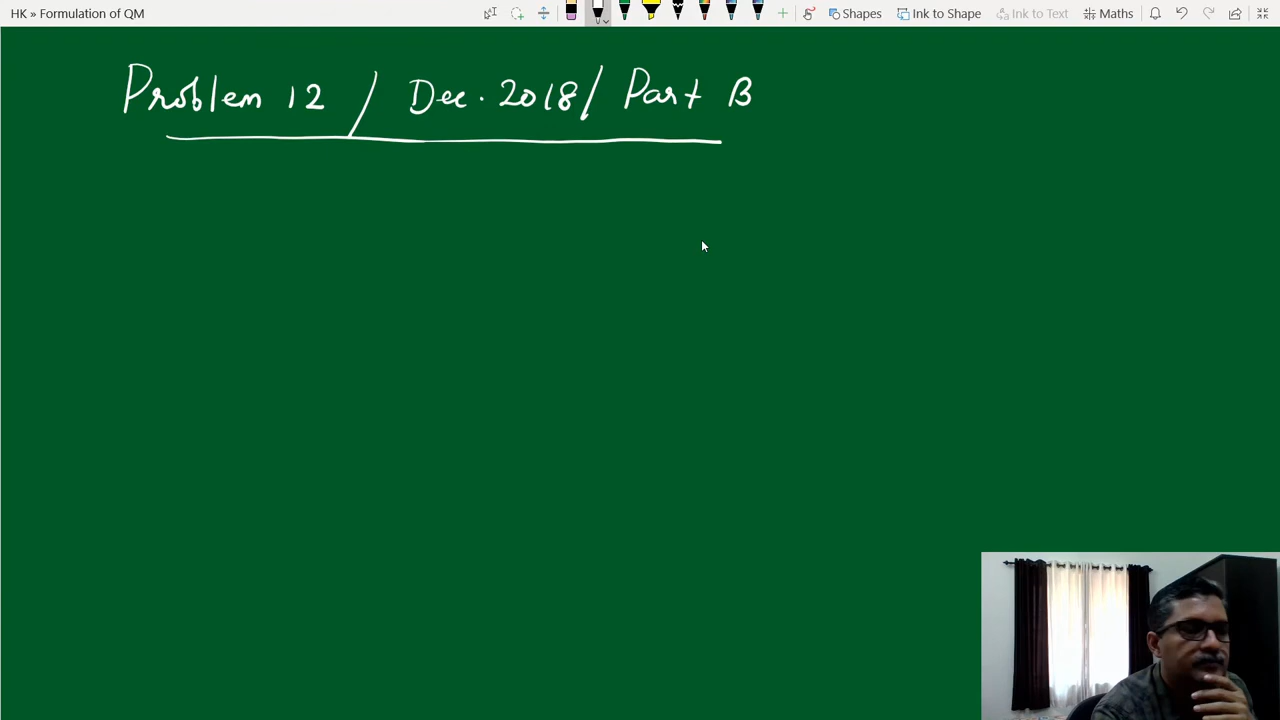 HK » Formulation of QM
Shapes
Ink to Shape
Ink to Text
Maths
Problem 12 / Dec. 2018 / Part B